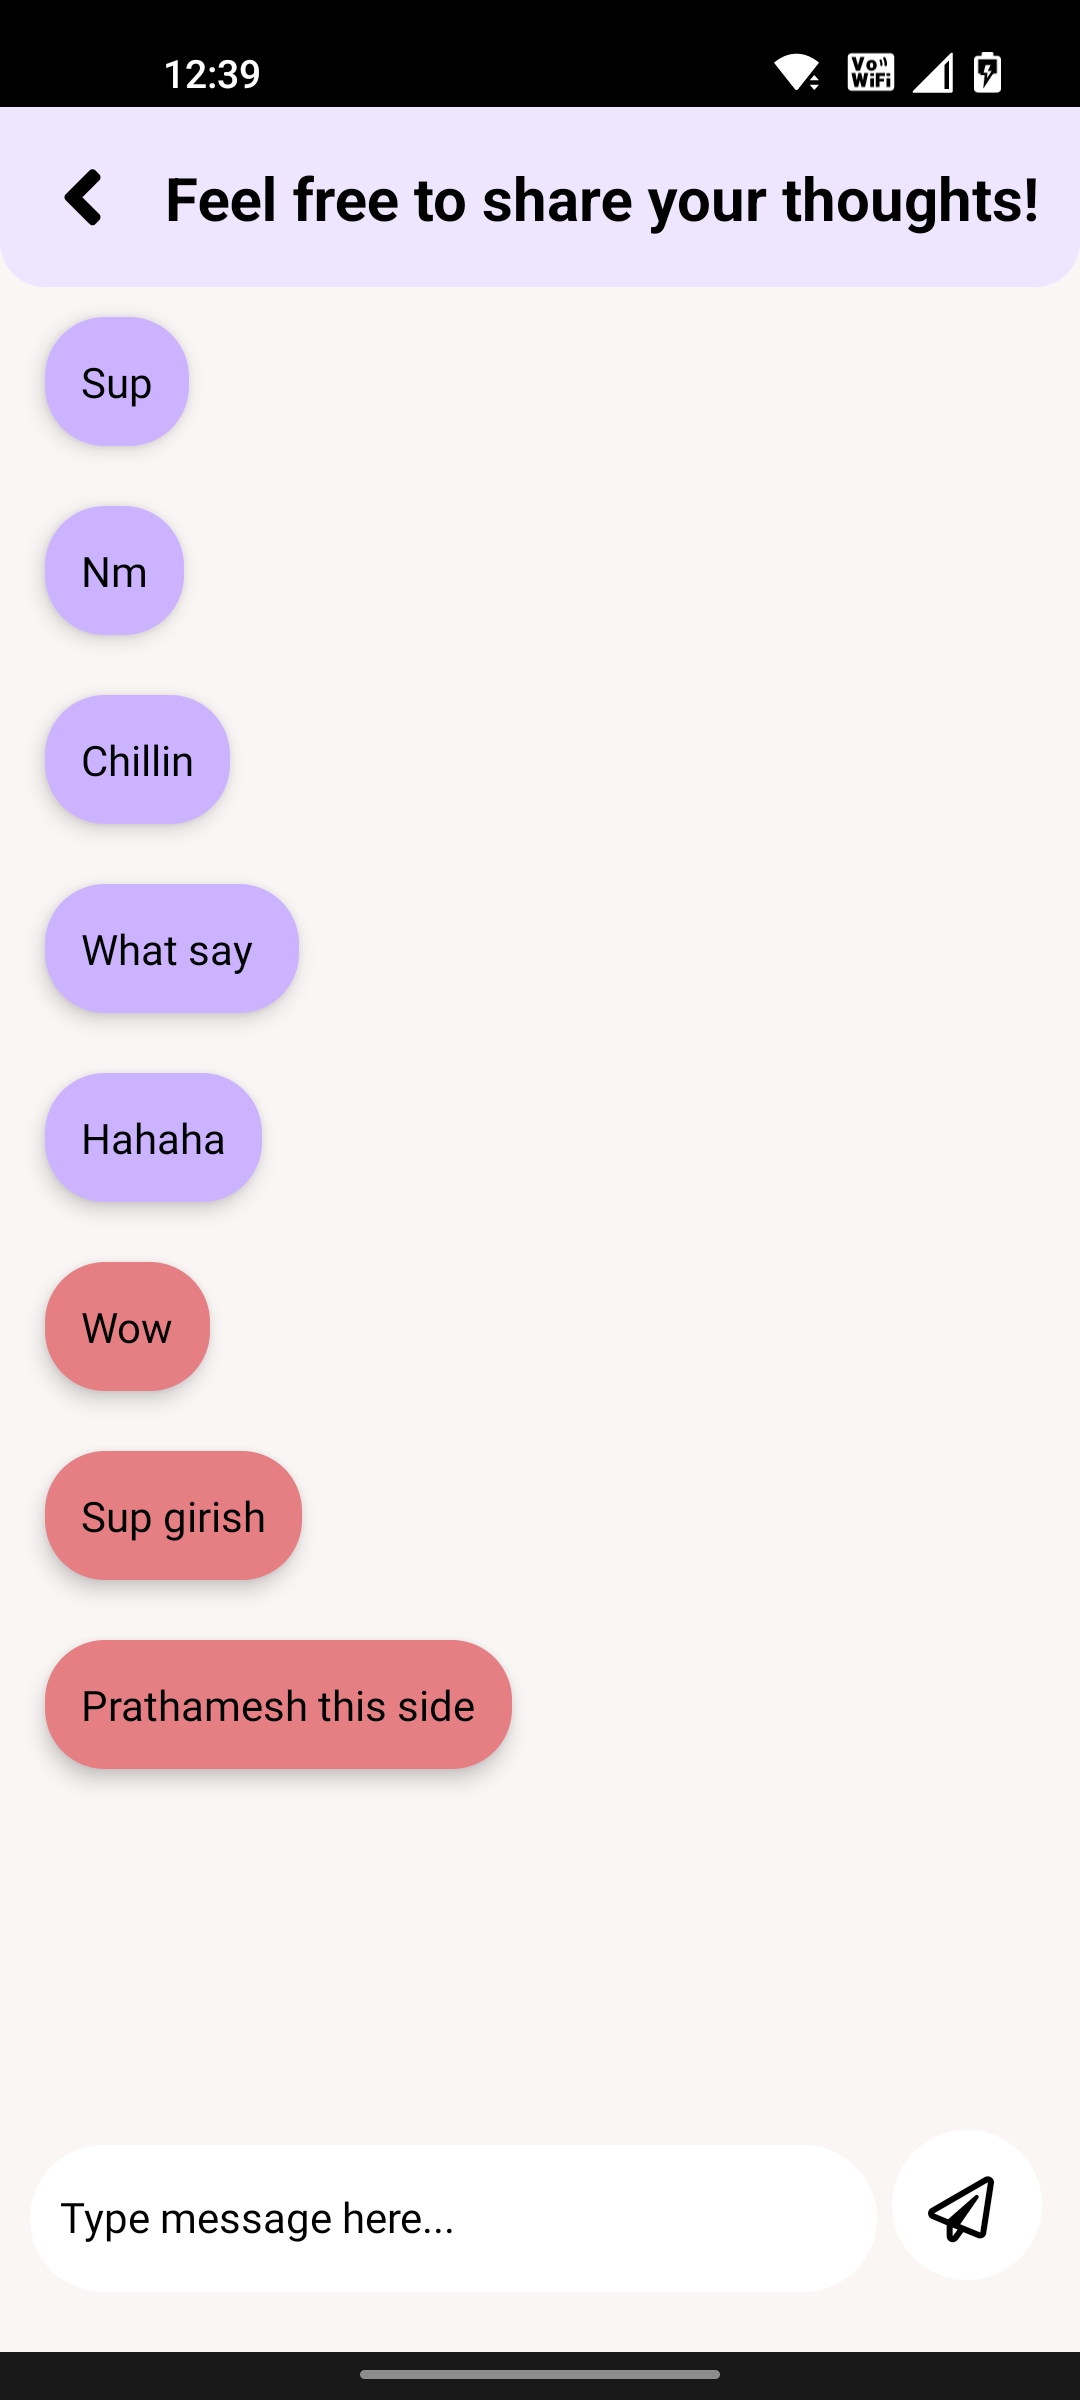 12:39
Vo WiFi
Feel free to share your thoughts!
Sup
Nm
Chillin
What say
Hahaha
Wow
Sup girish
Prathamesh this side
Type message here...